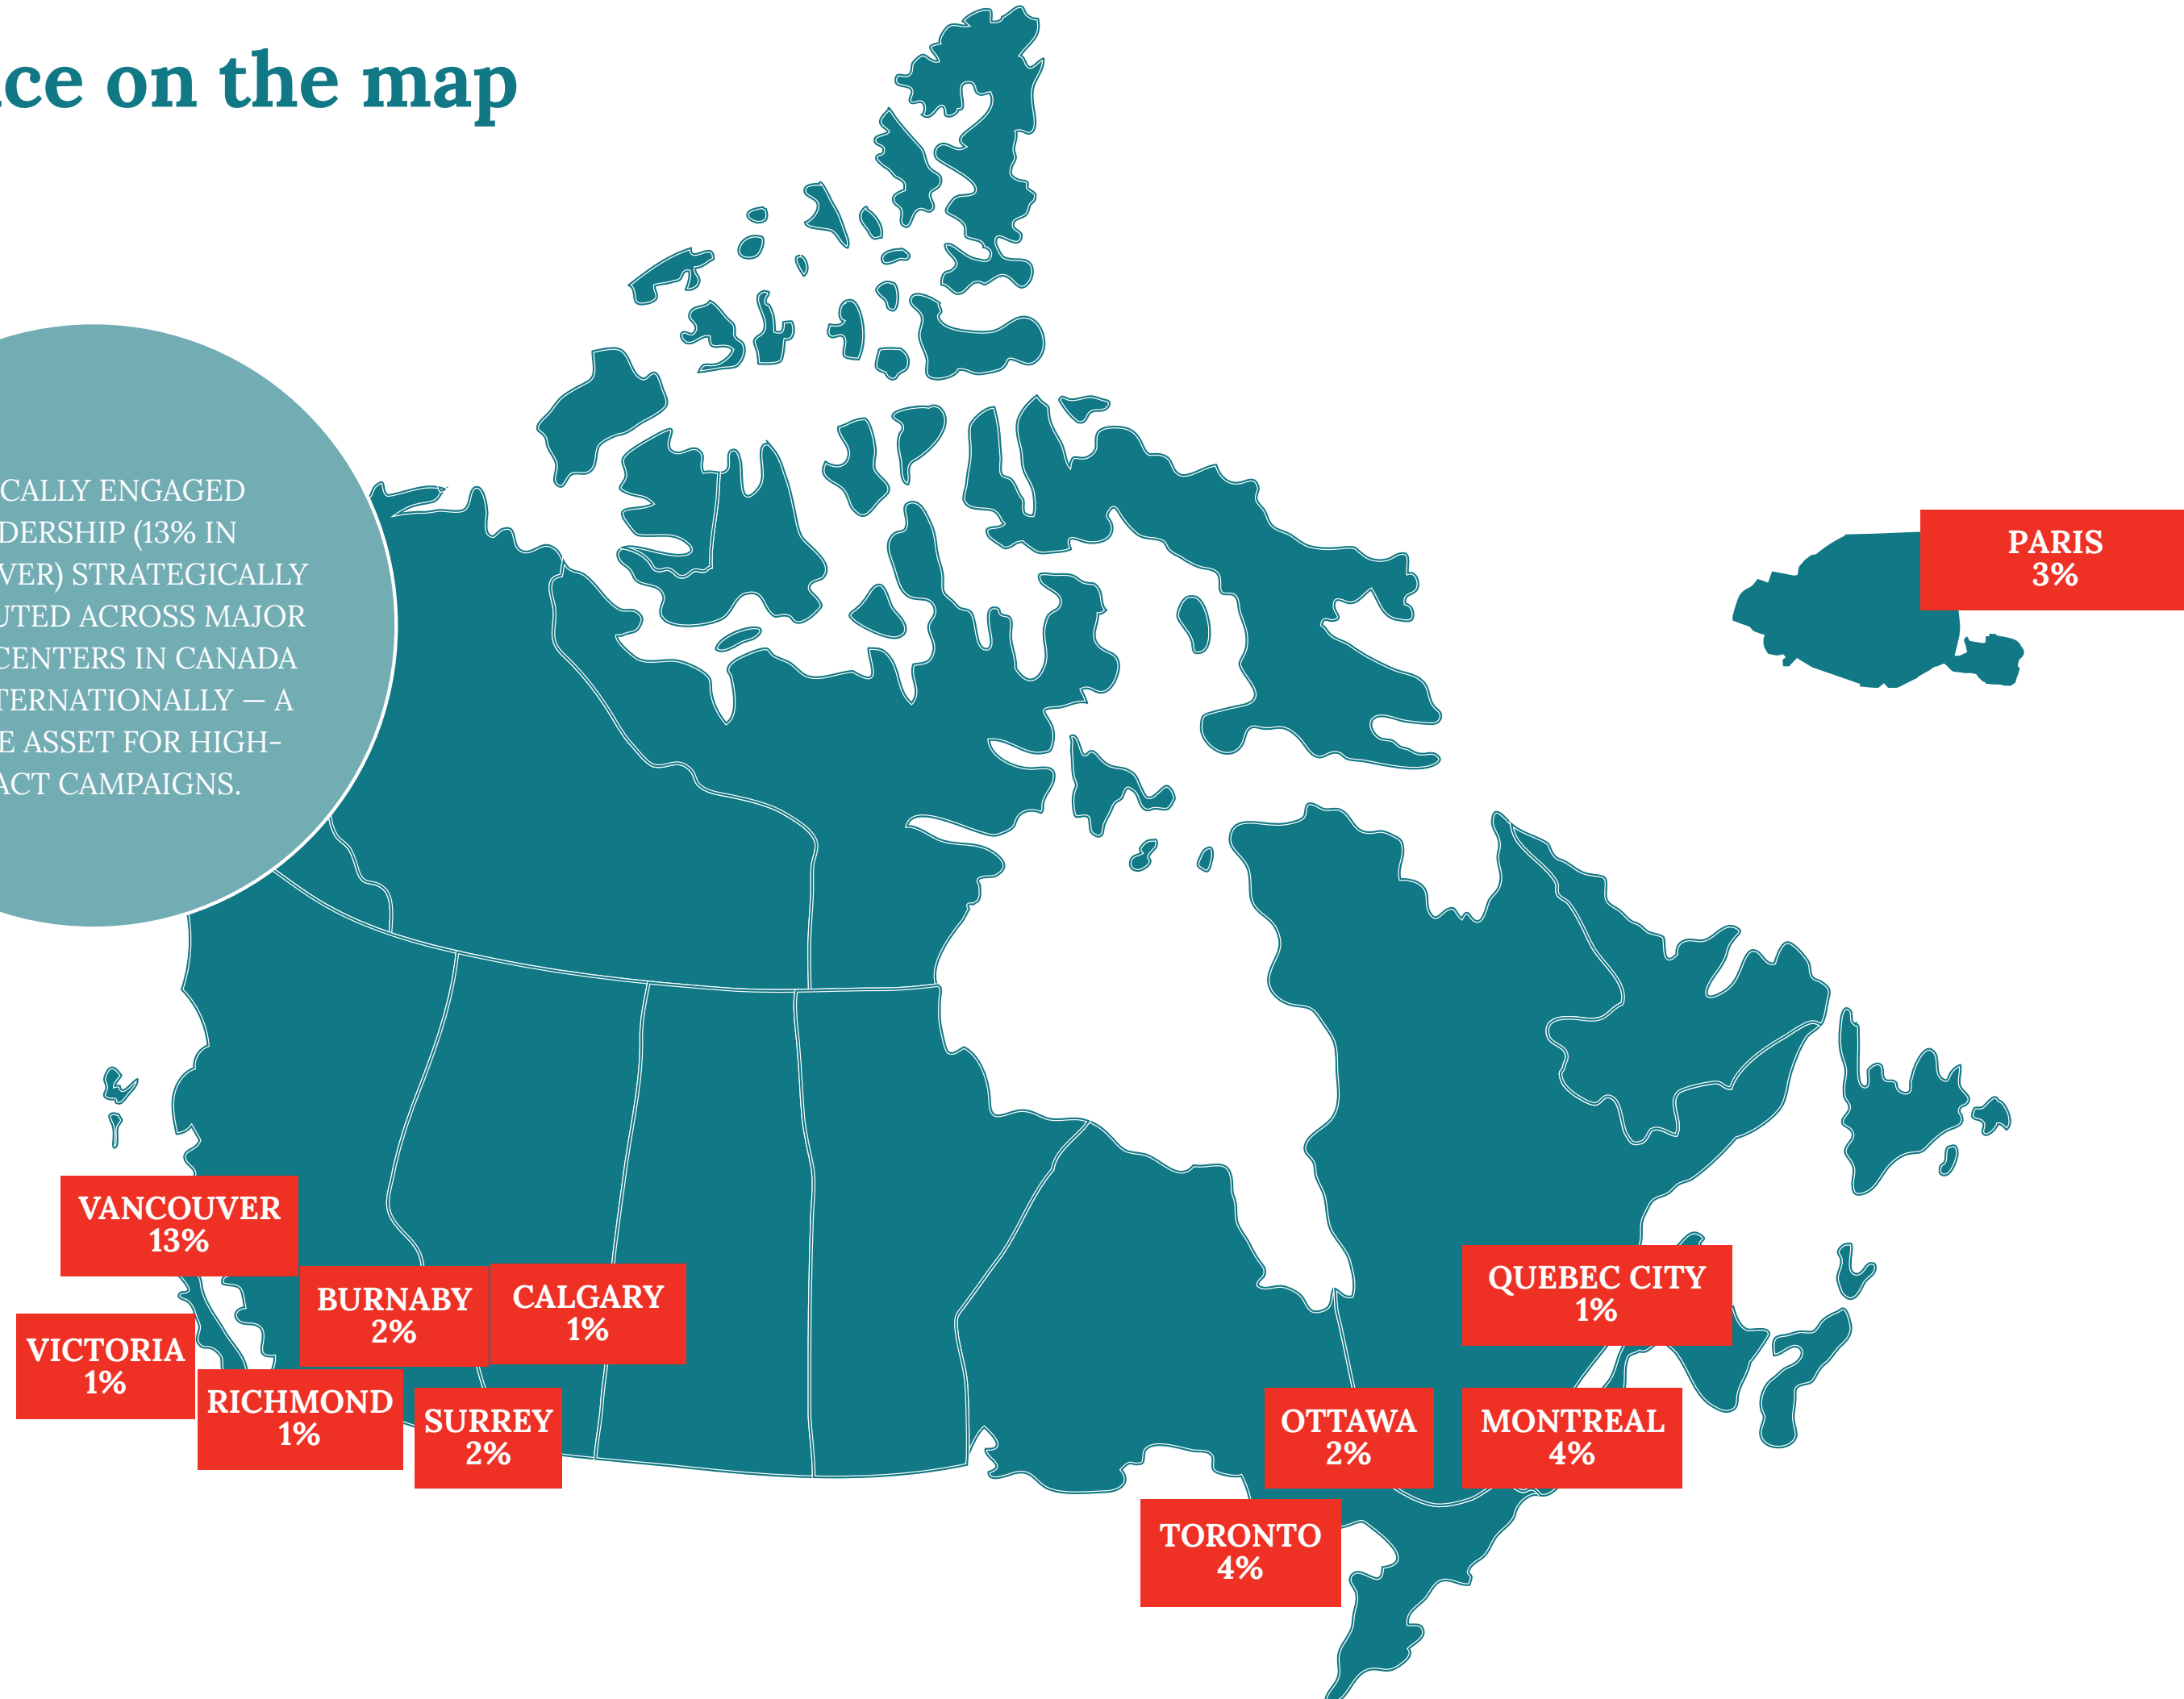 ce on the map
CALLY ENGAGED
DERSHIP (13% IN
VER) STRATEGICALLY
UTED ACROSS MAJOR
CENTERS IN CANADA
TERNATIONALLY — A
E ASSET FOR HIGH-
ACT CAMPAIGNS.
PARIS
3%
VANCOUVER
13%
BURNABY
2%
CALGARY
1%
QUEBEC CITY
1%
VICTORIA
1%
RICHMOND
1%
SURREY
2%
OTTAWA
2%
MONTREAL
4%
TORONTO
4%